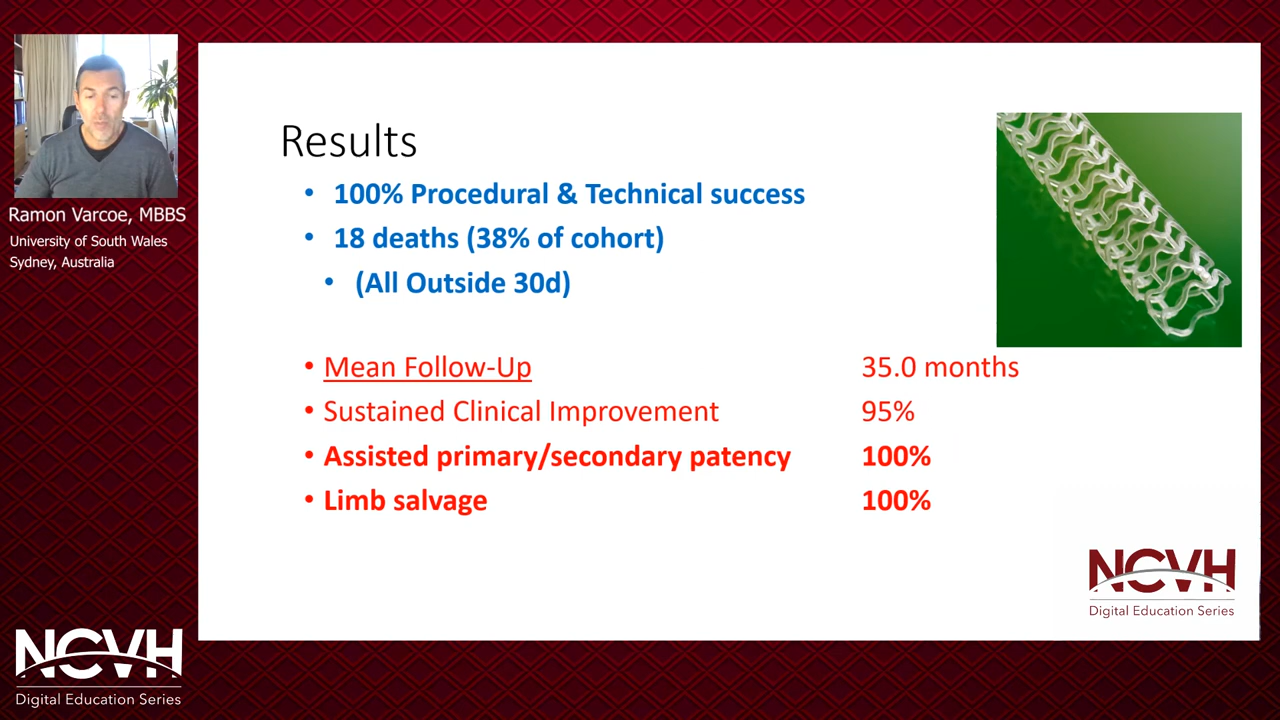 Ramon Varcoe, MBBS
University of South Wales
Sydney, Australia
Results
• 100% Procedural & Technical success
• 18 deaths (38% of cohort)
• (All Outside 30d)
• Mean Follow-Up 35.0 months
• Sustained Clinical Improvement 95%
• Assisted primary/secondary patency 100%
• Limb salvage 100%
NCVH
Digital Education Series
NCVH
Digital Education Series